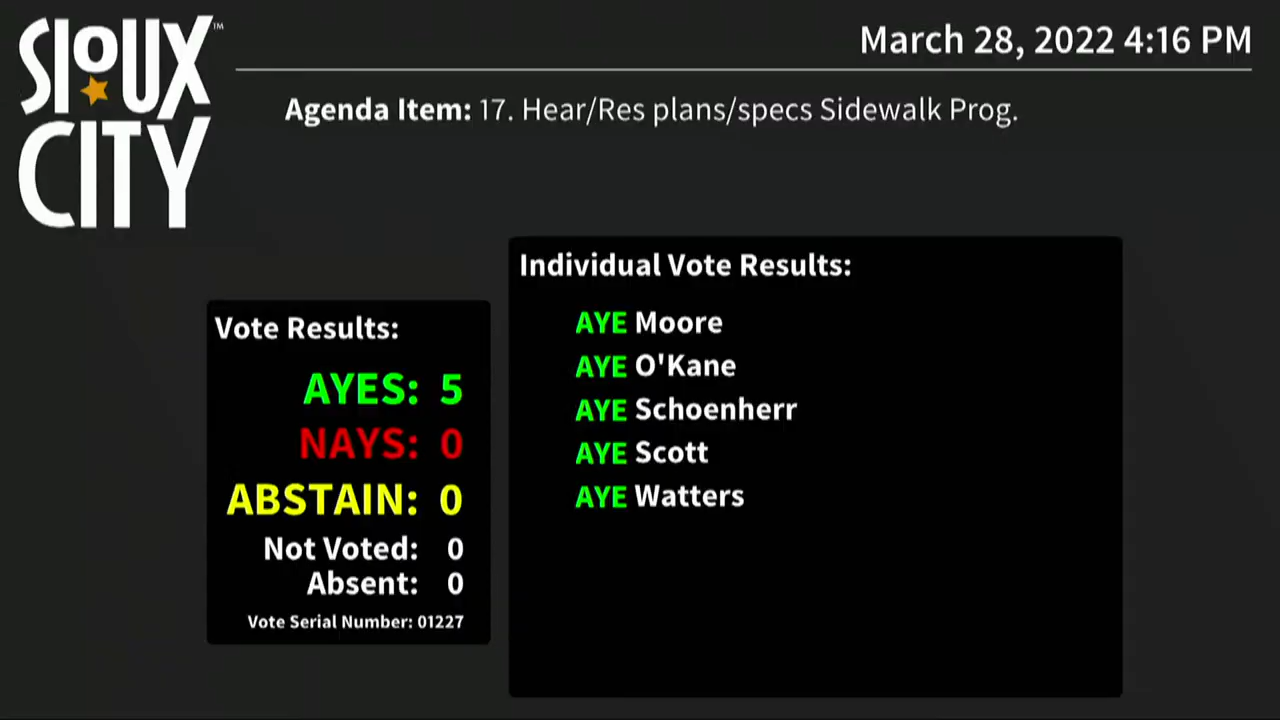 SIOUX
CITY
™
March 28, 2022 4:16 PM
Agenda Item: 17. Hear/Res plans/specs Sidewalk Prog.
Vote Results:
AYES: 5
NAYS: 0
ABSTAIN: 0
Not Voted: 0
Absent: 0
Vote Serial Number: 01227
Individual Vote Results:
AYE Moore
AYE O'Kane
AYE Schoenherr
AYE Scott
AYE Watters